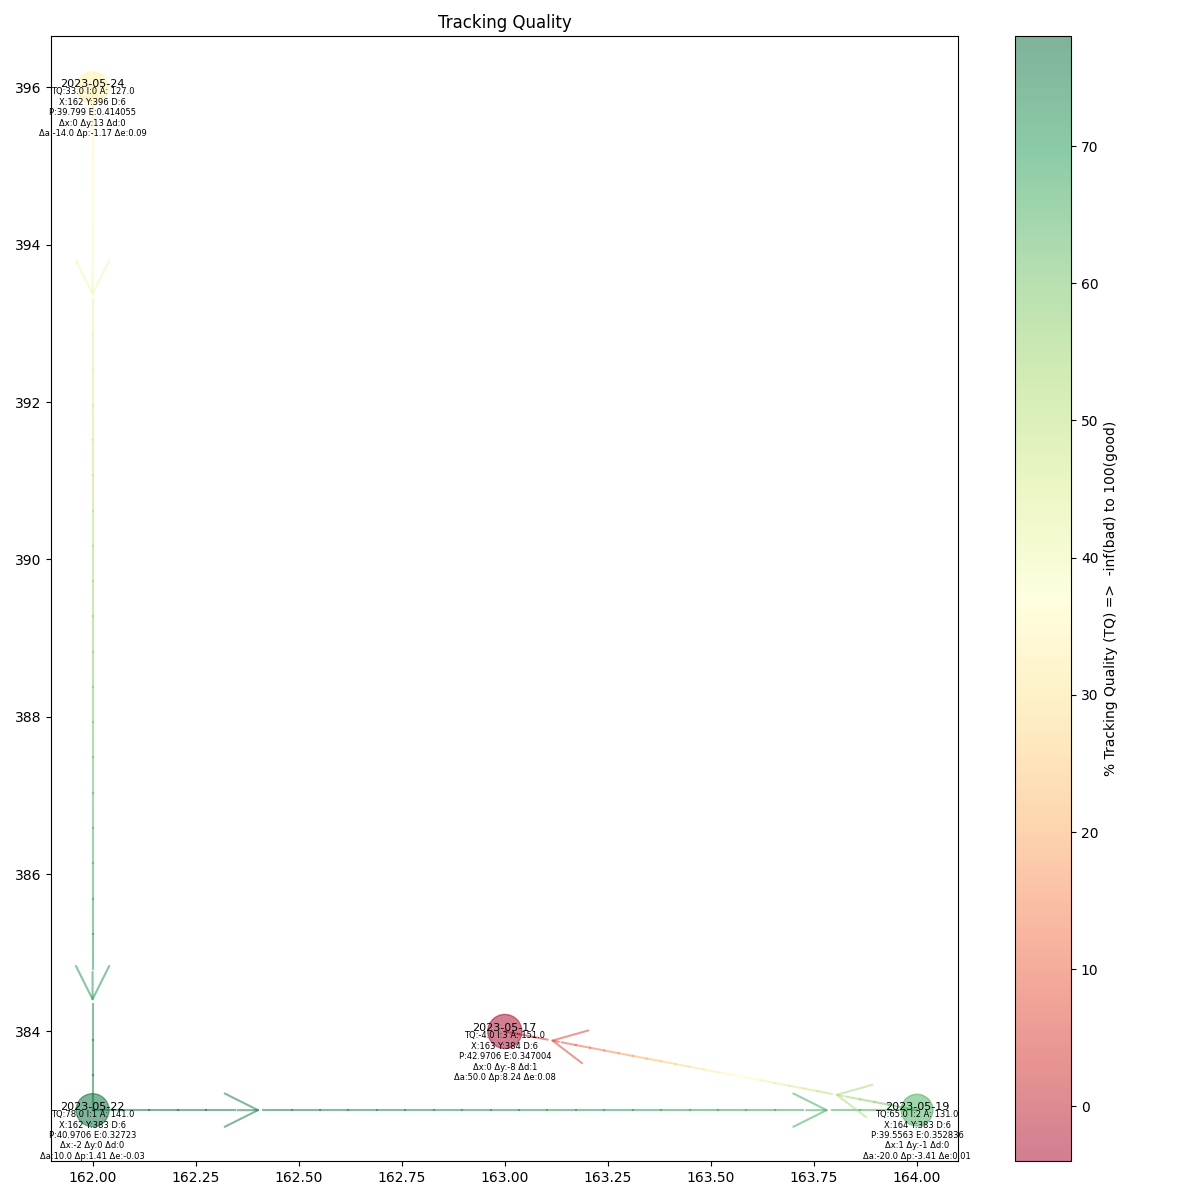 Tracking Quality
396
394
392
390
388
386
384
2023-05-24
TQ:33.0 I:0 A: 127.0
X:162 Y:396 D:6
P:39.799 E:0.414055
Δx:0 Δy:13 Δd:0
Δa:-14.0 Δp:-1.17 Δe:0.09
2023-05-17
TQ:-4.0 I:3 A: 151.0
X:163 Y:384 D:6
P:42.9706 E:0.347004
Δx:0 Δy:-8 Δd:1
Δa:50.0 Δp:8.24 Δe:0.08
2023-05-22
TQ:78.0 I:1 A: 141.0
X:162 Y:383 D:6
P:40.9706 E:0.32723
Δx:-2 Δy:0 Δd:0
Δa:10.0 Δp:1.41 Δe:-0.03
2023-05-19
TQ:65.0 I:2 A: 131.0
X:164 Y:383 D:6
P:39.5563 E:0.352836
Δx:1 Δy:-1 Δd:0
Δa:-20.0 Δp:-3.41 Δe:0.01
162.00 162.25 162.50 162.75 163.00 163.25 163.50 163.75 164.00
70
60
50
40
30
20
10
0
% Tracking Quality (TQ) => -inf(bad) to 100(good)